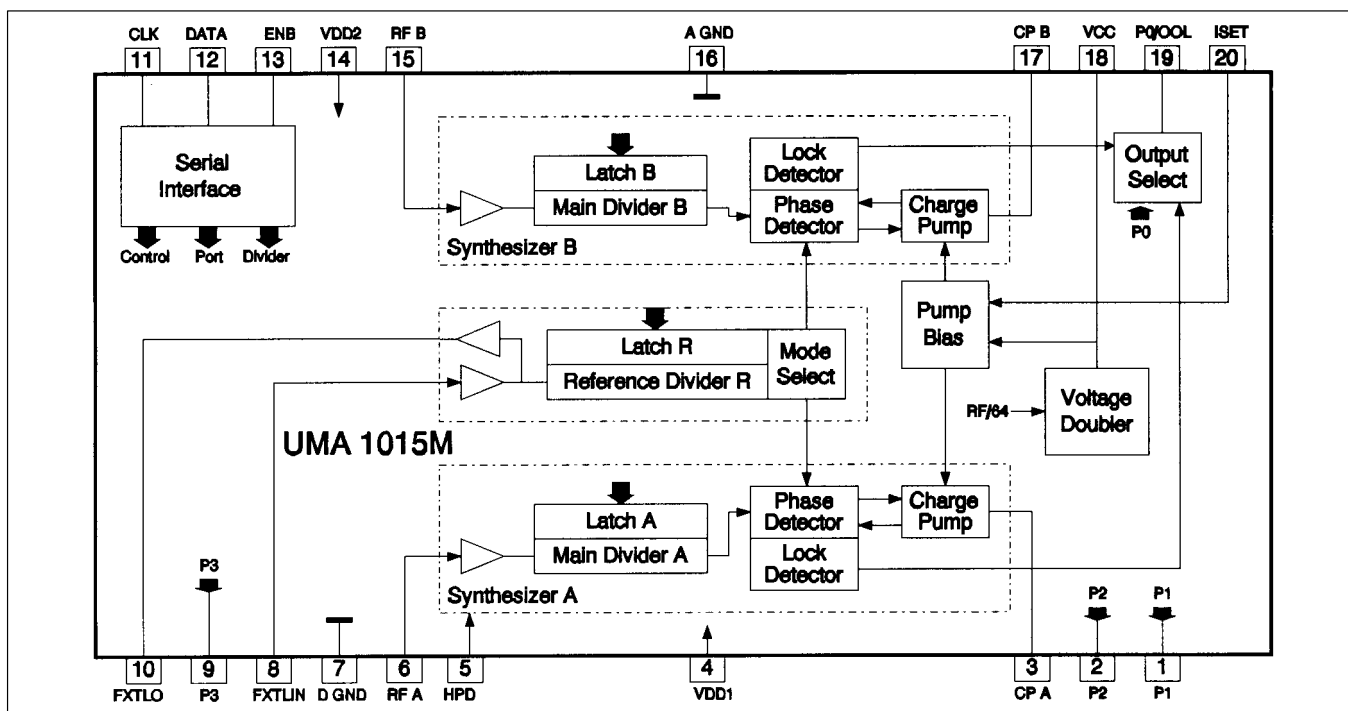 CLK DATA ENB VDD2 RF B A GND CP B VCC P0/OOL ISET
11 12 13 14 15 16 17 18 19 20
Serial
Interface
Control Port Divider
Latch B
Main Divider B
Synthesizer B
Lock
Detector
Phase
Detector
Charge
Pump
Output
Select
P0
Latch R
Reference Divider R
Mode
Select
Pump
Bias
RF/64
Voltage
Doubler
UMA 1015M
Latch A
Main Divider A
Synthesizer A
Phase
Detector
Lock
Detector
Charge
Pump
P3
P2 P1
10 9 8 7 6 5 4 3 2 1
FXTLO P3 FXTLIN D GND RF A HPD VDD1 CP A P2 P1